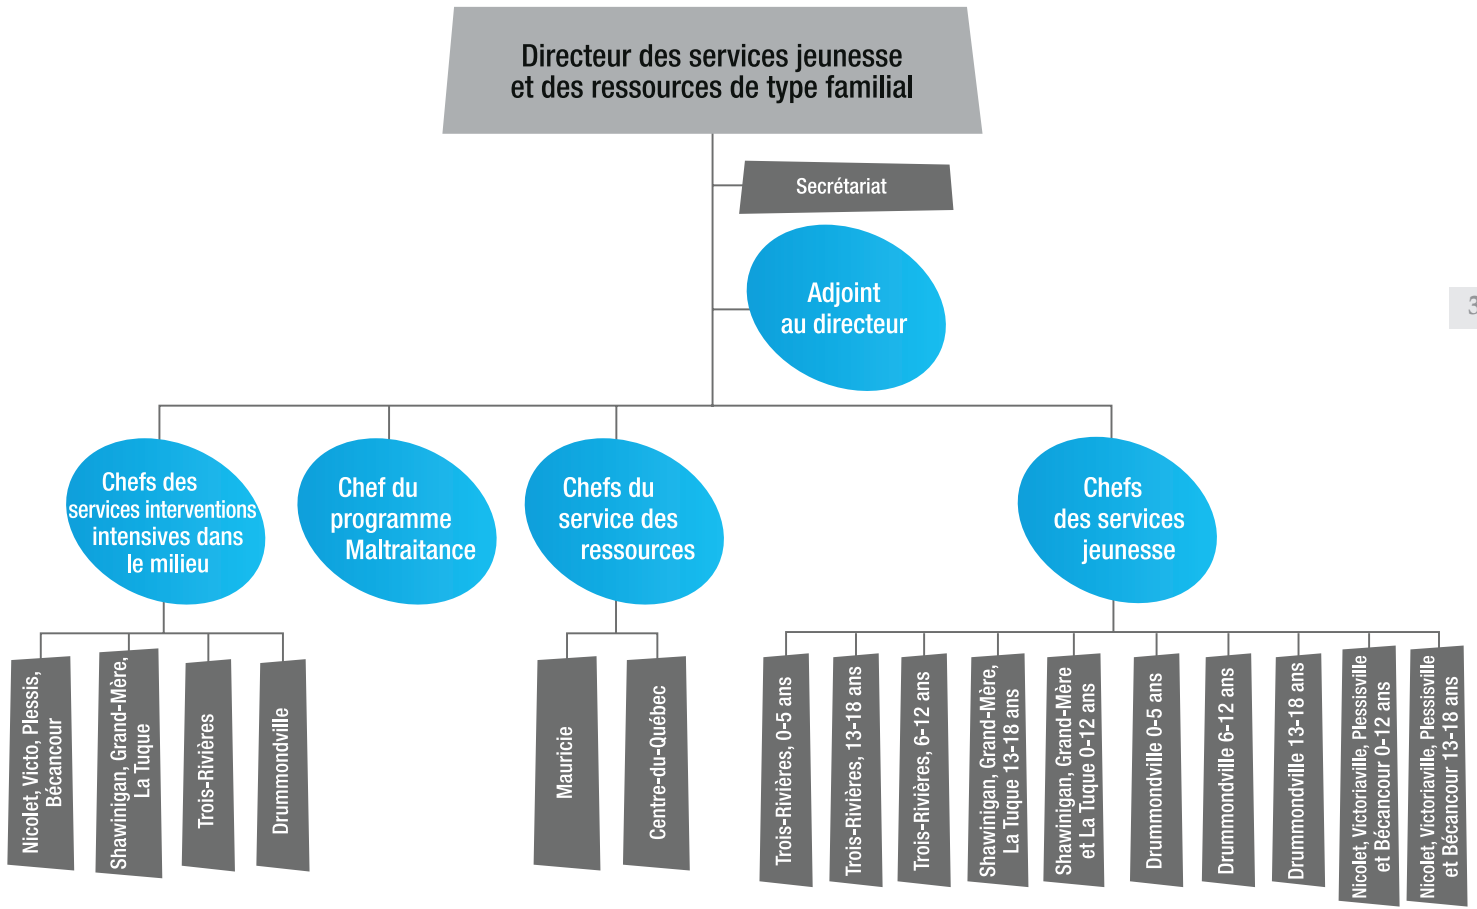 Directeur des services jeunesse
et des ressources de type familial
Secrétariat
Adjoint
au directeur
3
Chefs des
services interventions
intensives dans
le milieu
Chef du
programme
Maltraitance
Chefs du
service des
ressources
Chefs
des services
jeunesse
Nicolet, Victo, Plessis,
Bécancour
Shawinigan, Grand-Mère,
La Tuque
Trois-Rivières
Drummondville
Mauricie
Centre-du-Québec
Trois-Rivières, 0-5 ans
Trois-Rivières, 13-18 ans
Trois-Rivières, 6-12 ans
Shawinigan, Grand-Mère,
La Tuque 13-18 ans
Shawinigan, Grand-Mère
et La Tuque 0-12 ans
Drummondville 0-5 ans
Drummondville 6-12 ans
Drummondville 13-18 ans
Nicolet, Victoriaville, Plessisville
et Bécancour 0-12 ans
Nicolet, Victoriaville, Plessisville
et Bécancour 13-18 ans